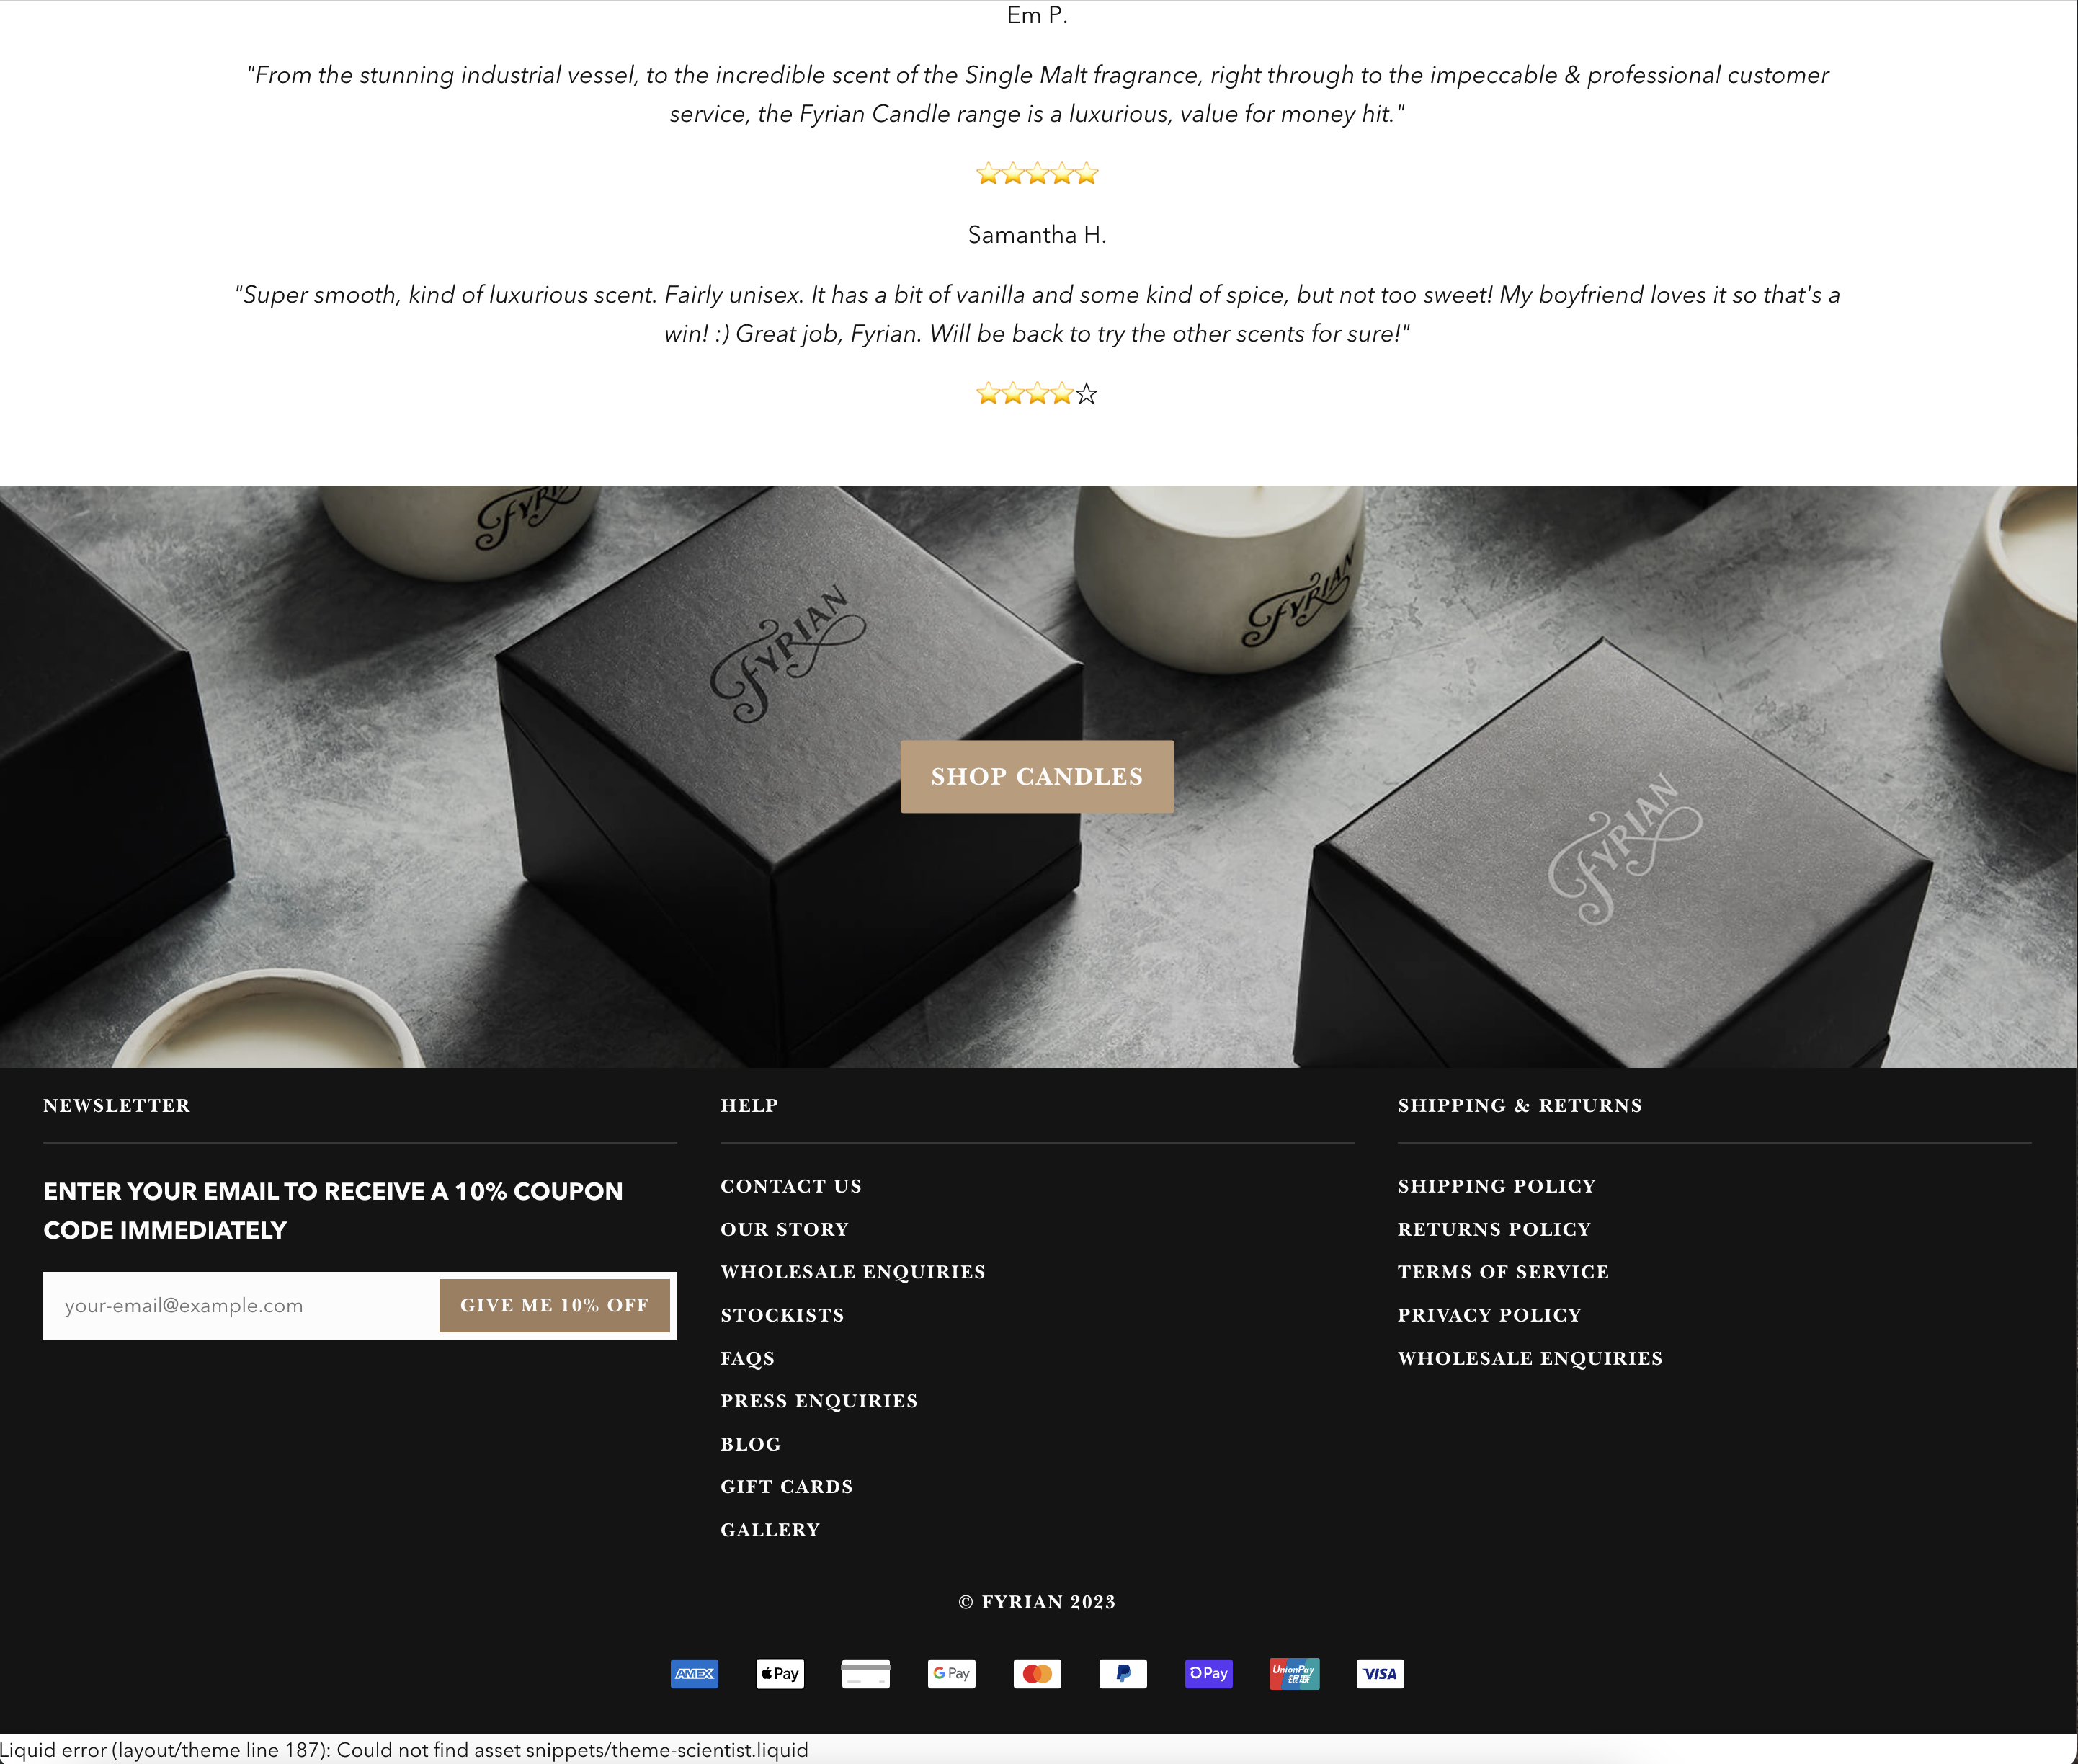 Em P.
"From the stunning industrial vessel, to the incredible scent of the Single Malt fragrance, right through to the impeccable & professional customer
service, the Fyrian Candle range is a luxurious, value for money hit."
⭐⭐⭐⭐⭐
Samantha H.
"Super smooth, kind of luxurious scent. Fairly unisex. It has a bit of vanilla and some kind of spice, but not too sweet! My boyfriend loves it so that's a
win! :) Great job, Fyrian. Will be back to try the other scents for sure!"
⭐⭐⭐⭐☆
FYRIAN
FYRIAN
FYRIAN
SHOP CANDLES
FYRIAN
NEWSLETTER
ENTER YOUR EMAIL TO RECEIVE A 10% COUPON
CODE IMMEDIATELY
your-email@example.com
GIVE ME 10% OFF
HELP
CONTACT US
OUR STORY
WHOLESALE ENQUIRIES
STOCKISTS
FAQS
PRESS ENQUIRIES
BLOG
GIFT CARDS
GALLERY
SHIPPING & RETURNS
SHIPPING POLICY
RETURNS POLICY
TERMS OF SERVICE
PRIVACY POLICY
WHOLESALE ENQUIRIES
© FYRIAN 2023
AMEX
Pay
G Pay
Pay
UnionPay
银联
VISA
Liquid error (layout/theme line 187): Could not find asset snippets/theme-scientist.liquid